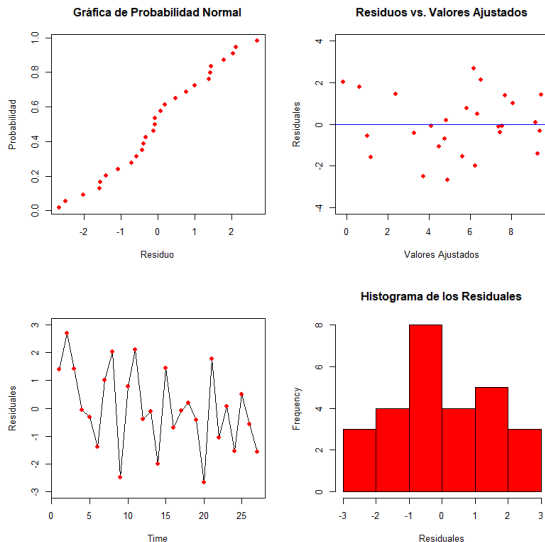 Gráfica de Probabilidad Normal
Probabilidad
0.0 0.2 0.4 0.6 0.8 1.0
-2 -1 0 1 2
Residuo
Residuos vs. Valores Ajustados
Residuales
-4 -2 0 2 4
0 2 4 6 8
Valores Ajustados
Residuales
-3 -2 -1 0 1 2 3
0 5 10 15 20 25
Time
Histograma de los Residuales
Frequency
0 2 4 6 8
-3 -2 -1 0 1 2 3
Residuales